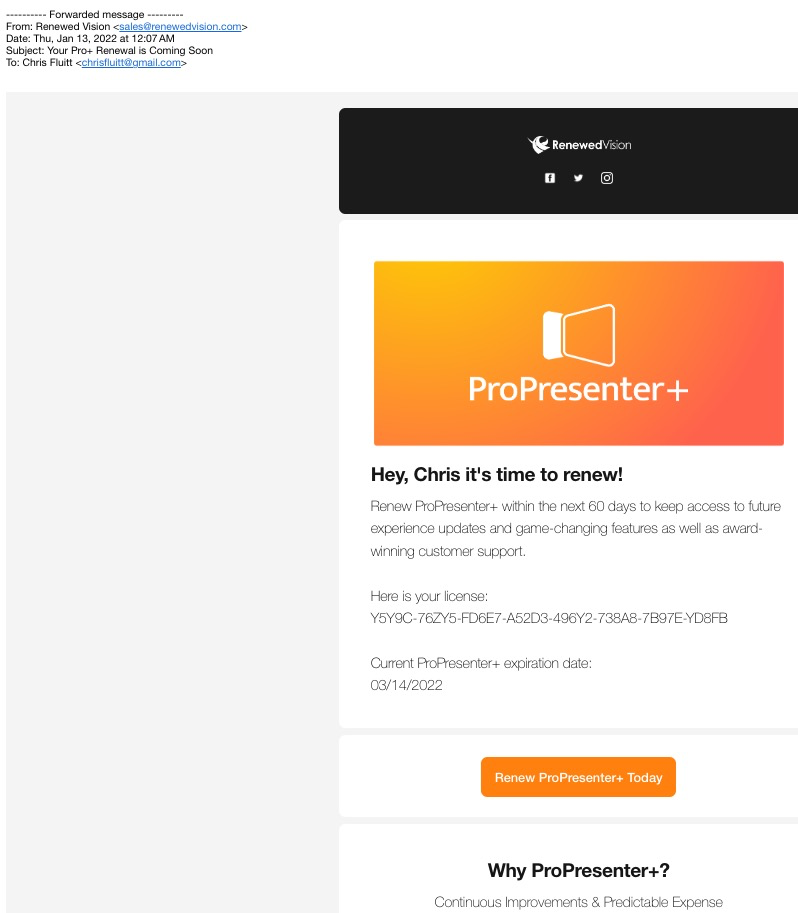 ---------- Forwarded message ---------
From: Renewed Vision <sales@renewedvision.com>
Date: Thu, Jan 13, 2022 at 12:07 AM
Subject: Your Pro+ Renewal is Coming Soon
To: Chris Fluitt <chrisfluitt@gmail.com>
RenewedVision
ProPresenter+
Hey, Chris it's time to renew!
Renew ProPresenter+ within the next 60 days to keep access to future
experience updates and game-changing features as well as award-
winning customer support.
Here is your license:
Y5Y9C-76ZY5-FD6E7-A52D3-496Y2-738A8-7B97E-YD8FB
Current ProPresenter+ expiration date:
03/14/2022
Renew ProPresenter+ Today
Why ProPresenter+?
Continuous Improvements & Predictable Expense